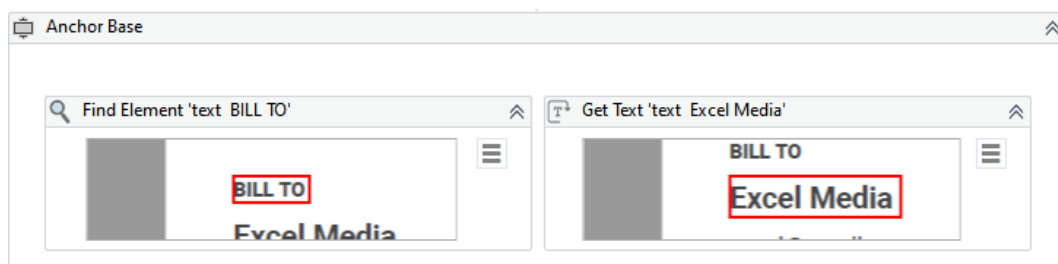 Anchor Base
Find Element 'text BILL TO'
Get Text 'text Excel Media'
BILL TO
Excel Media
BILL TO
Excel Media